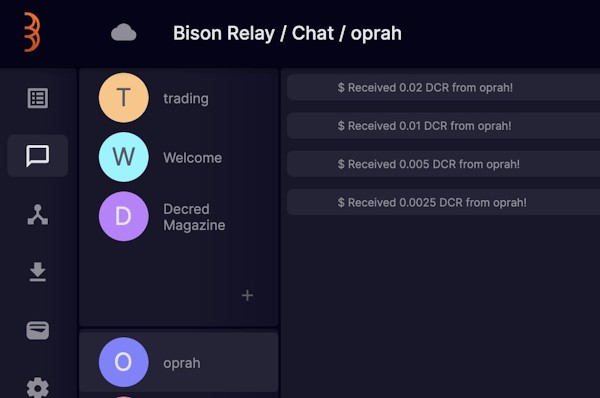 Bison Relay / Chat / oprah
T
trading
W
Welcome
D
Decred
Magazine
+
O
oprah
$ Received 0.02 DCR from oprah!
$ Received 0.01 DCR from oprah!
$ Received 0.005 DCR from oprah!
$ Received 0.0025 DCR from oprah!